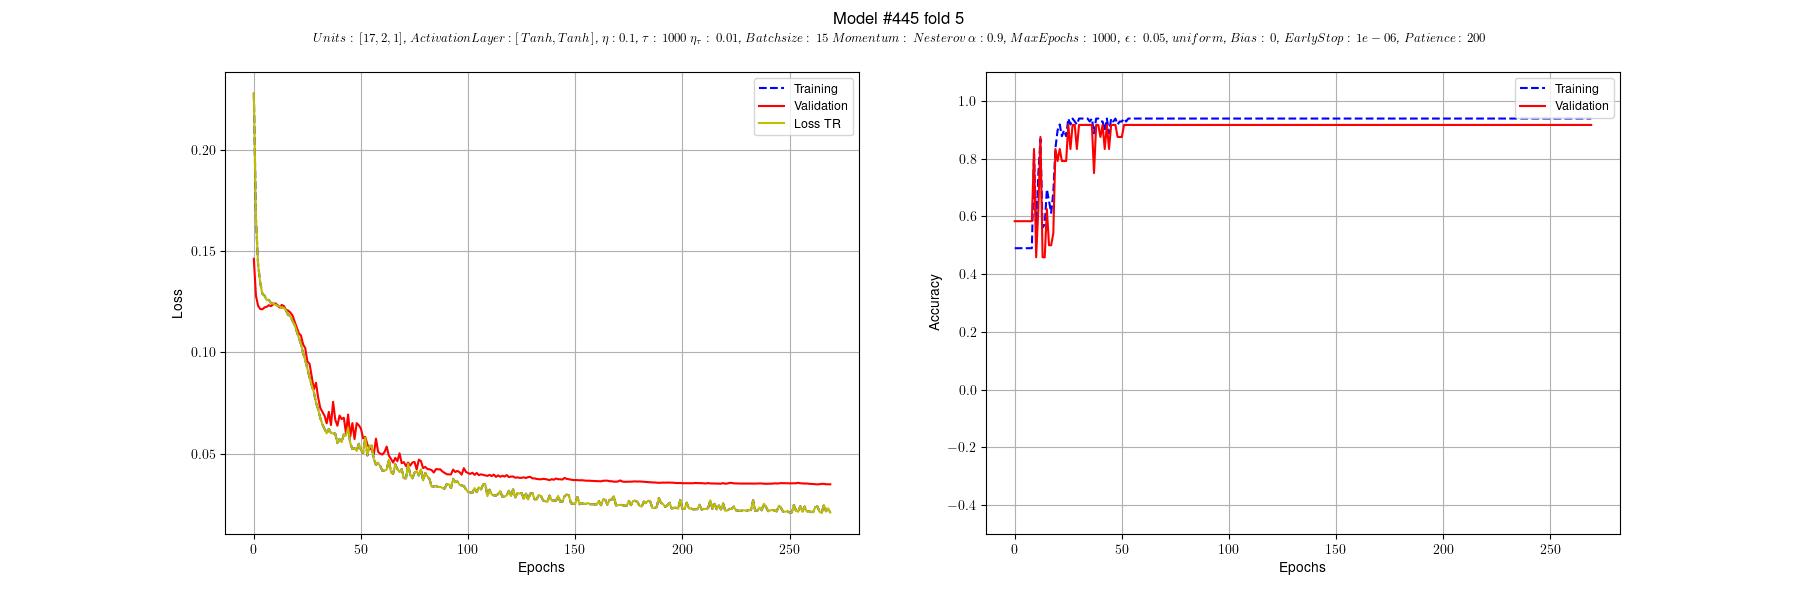 Model #445 fold 5
Units : [17, 2, 1], ActivationLayer : [Tanh, Tanh], η : 0.1, τ : 1000 ητ : 0.01, Batchsize : 15 Momentum : Nesterov α : 0.9, MaxEpochs : 1000, ϵ : 0.05, uniform, Bias : 0, EarlyStop : 1e − 06, Patience : 200
Training
Validation
Loss TR
0.20
0.15
0.10
0.05
Loss
0 50 100 150 200 250
Epochs
Training
Validation
1.0
0.8
0.6
0.4
0.2
0.0
−0.2
−0.4
Accuracy
0 50 100 150 200 250
Epochs